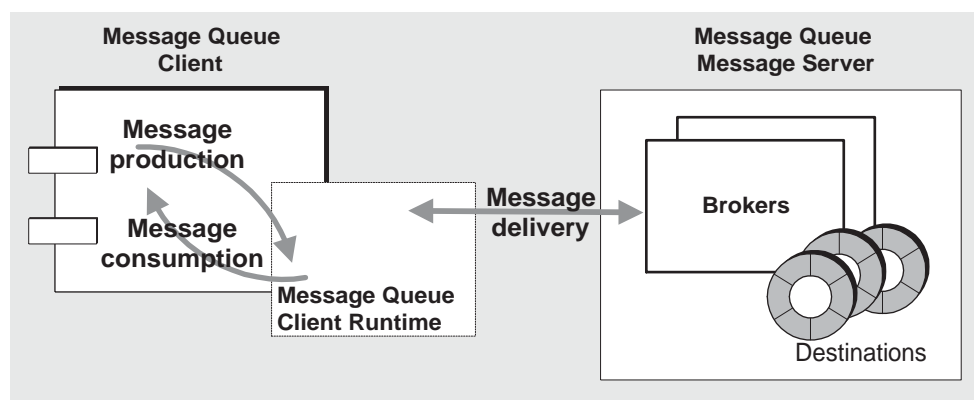 Message Queue
Client
Message Queue
Message Server
Message
production
Message
consumption
Message
delivery
Message Queue
Client Runtime
Brokers
Destinations